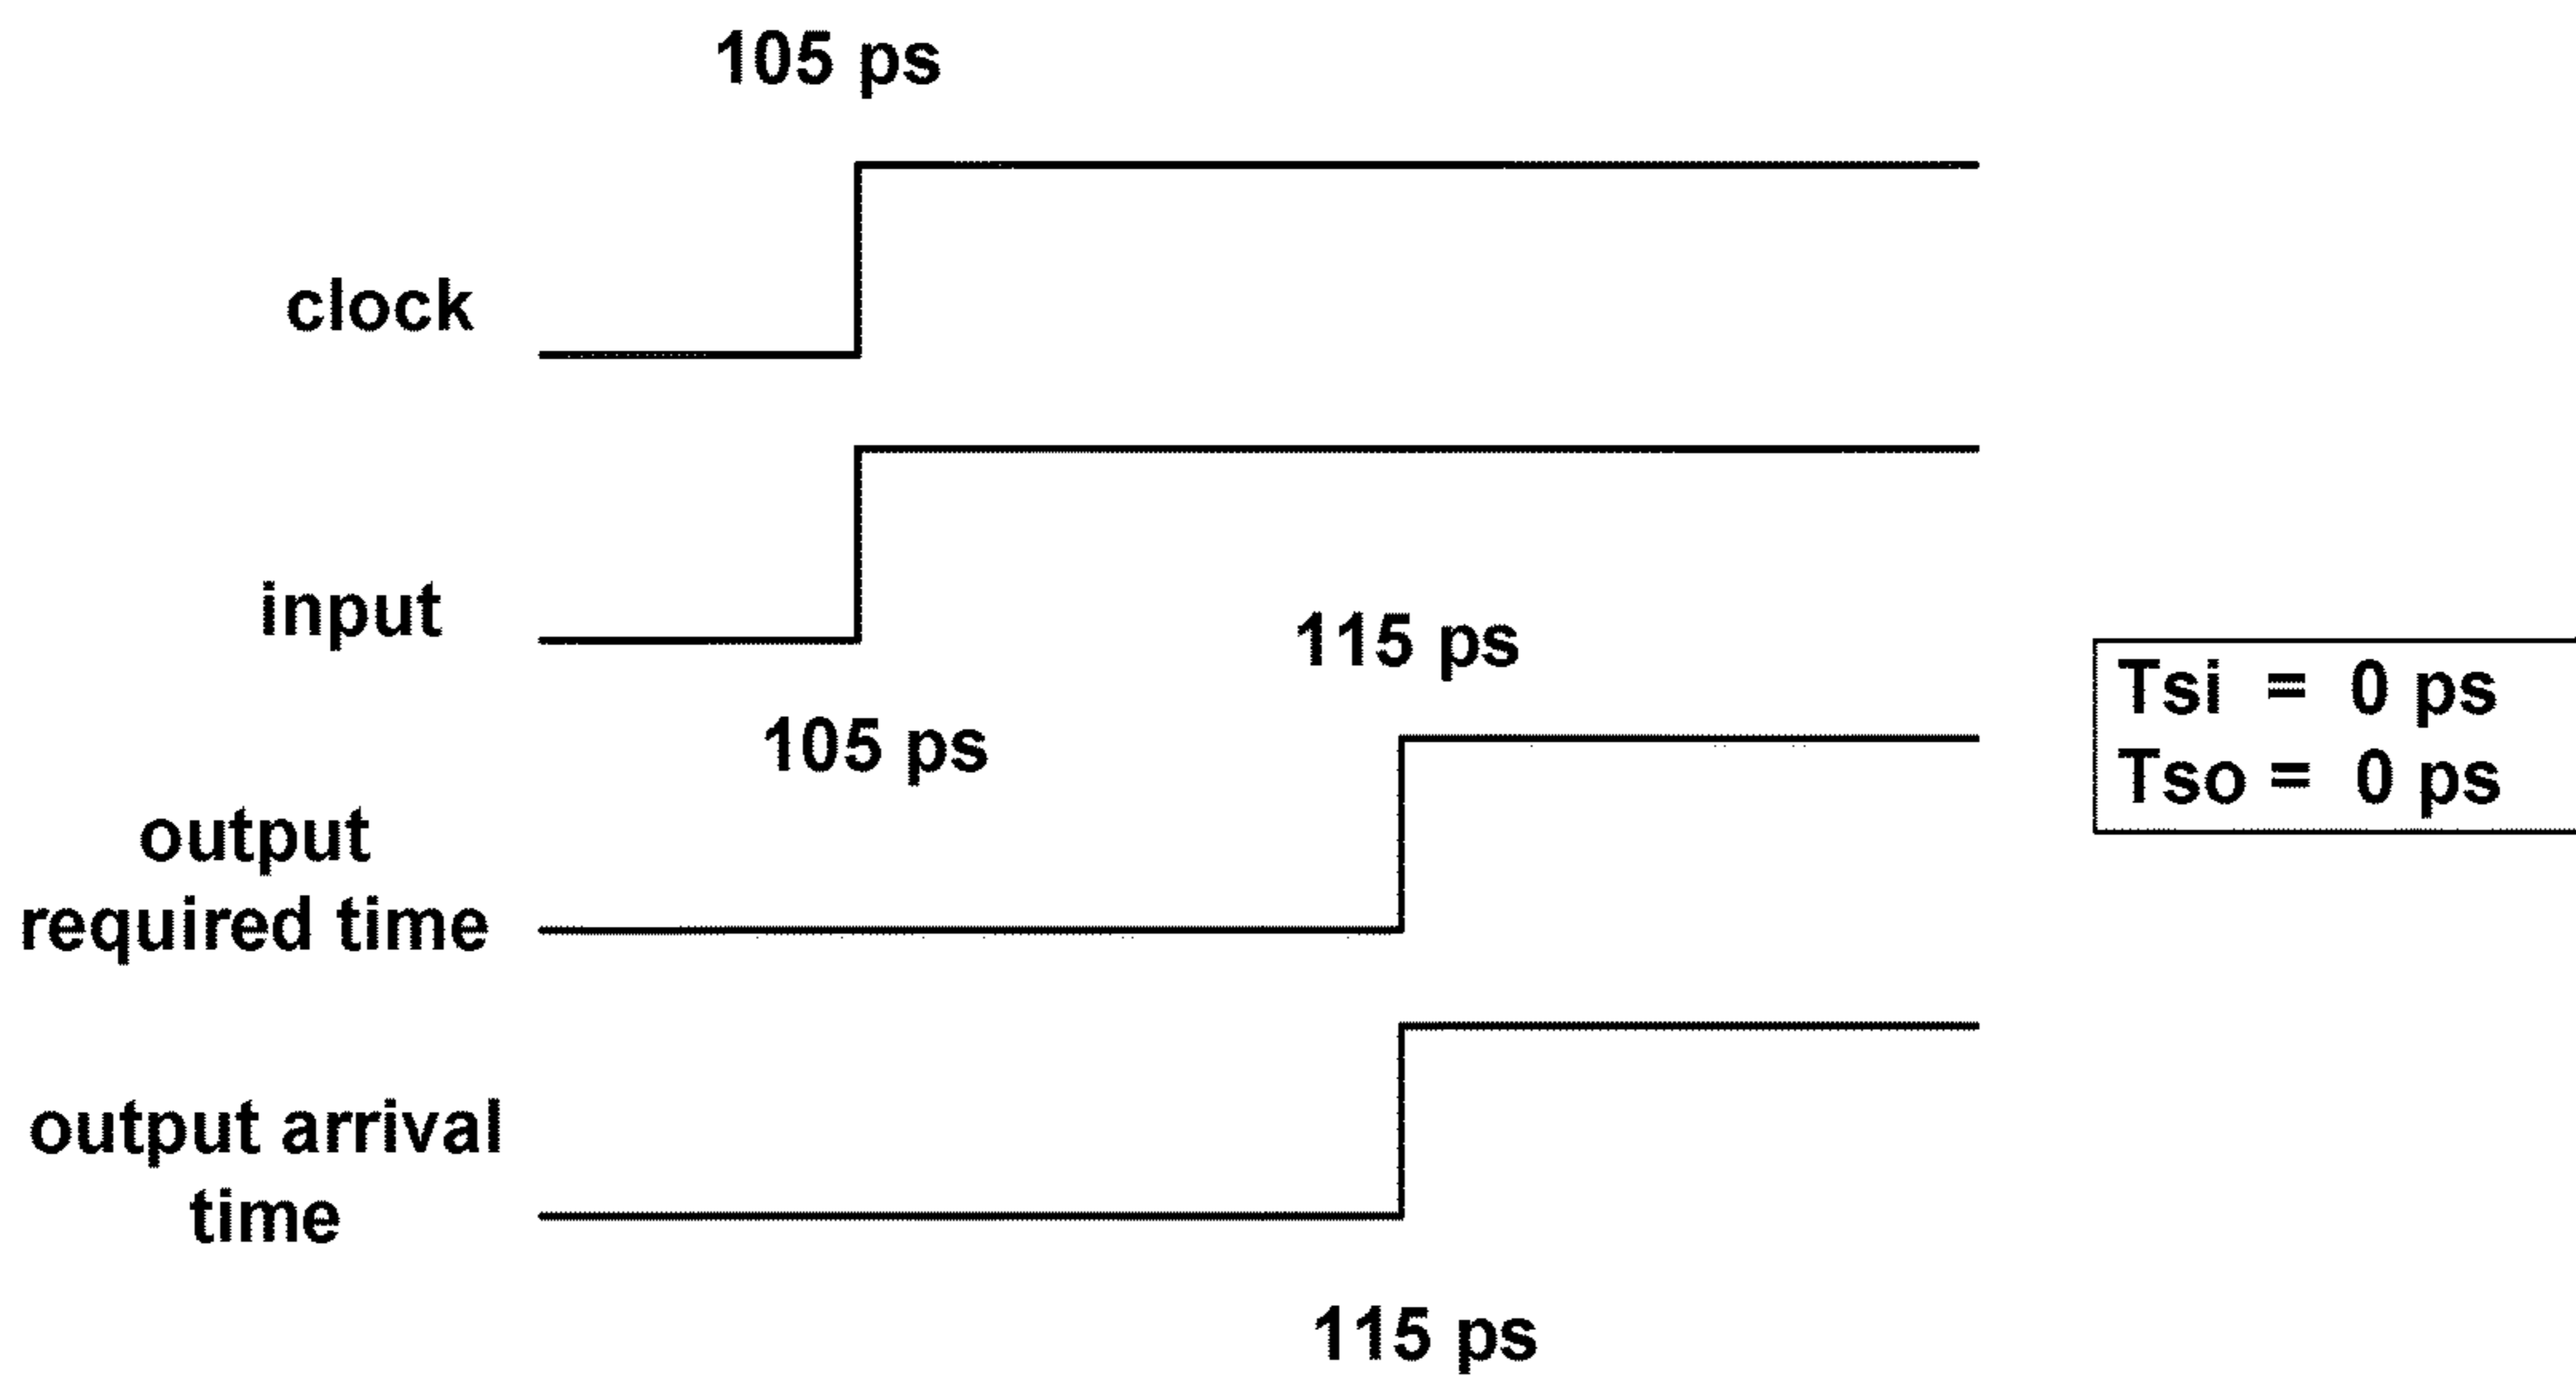 105 ps
clock
input
115 ps
105 ps
Tsi = 0 ps
Tso = 0 ps
output
required time
output arrival
time
115 ps